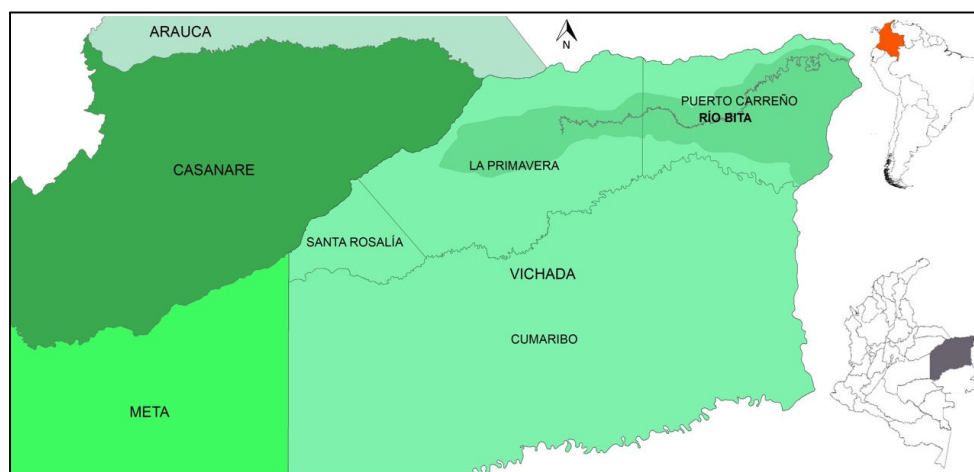 ARAUCA
N
PUERTO CARREÑO
RÍO BITA
CASANARE
LA PRIMAVERA
SANTA ROSALÍA
VICHADA
CUMARIBO
META